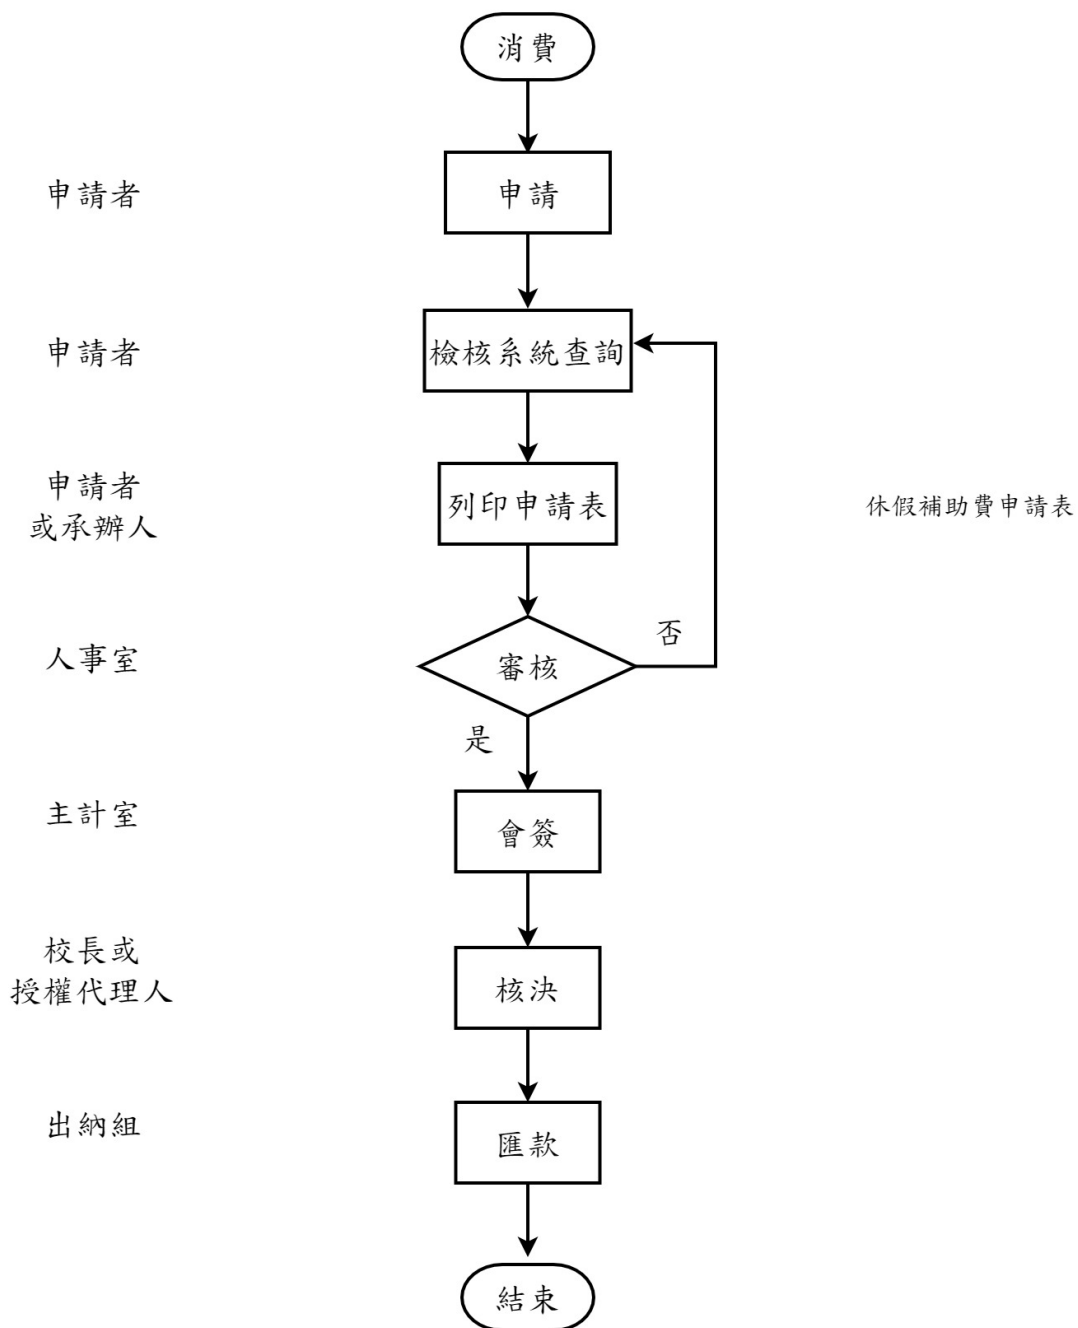 消費
申請者
申請
申請者
檢核系統查詢
申請者
或承辦人
列印申請表
休假補助費申請表
人事室
審核
否
是
主計室
會簽
校長或
授權代理人
核決
出納組
匯款
結束